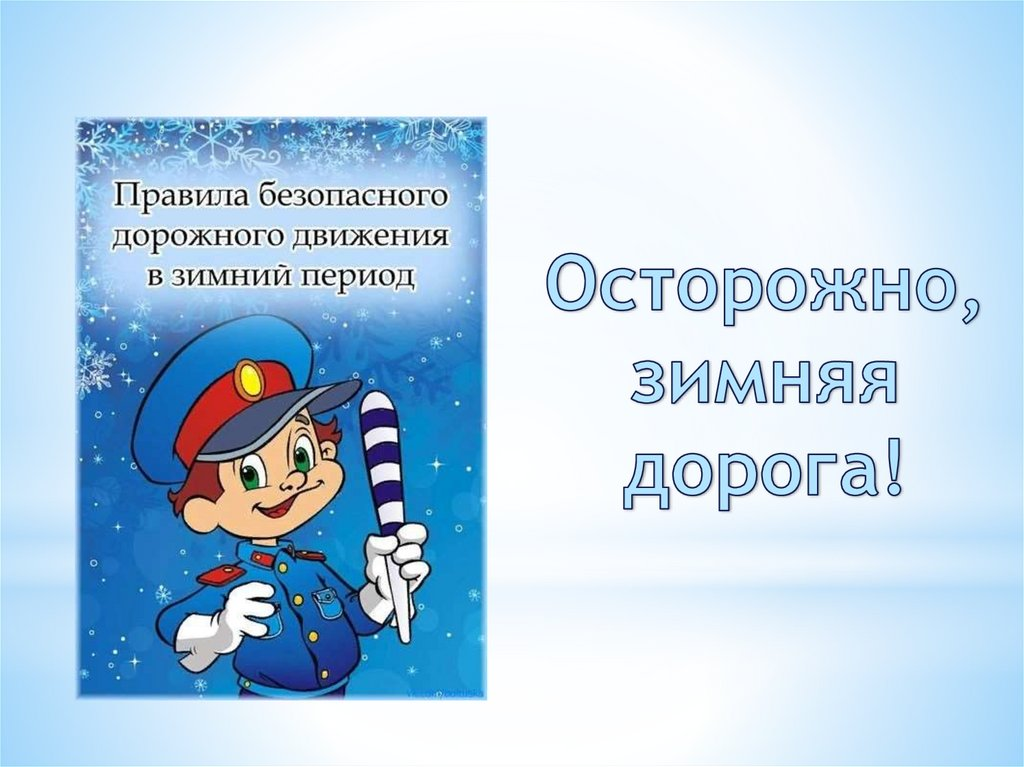 Правила безопасного
дорожного движения
в зимний период
Осторожно,
зимняя
дорога!